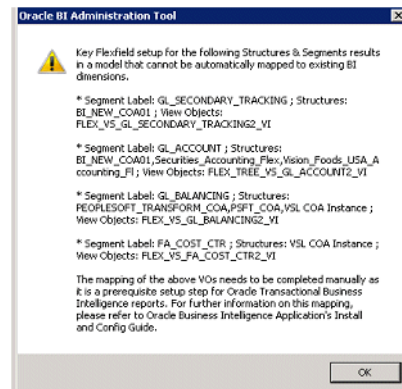 Oracle BI Administration Tool
Key Flexfield setup for the following Structures & Segments results
in a model that cannot be automatically mapped to existing BI
dimensions.
* Segment Label: GL_SECONDARY_TRACKING ; Structures:
BI_NEW_COA01 ; View Objects:
FLEX_VS_GL_SECONDARY_TRACKING2_VI
* Segment Label: GL_ACCOUNT ; Structures:
BI_NEW_COA01,Securities_Accounting_Flex,Vision_Foods_USA_A
ccounting_Fl ; View Objects: FLEX_TREE_VS_GL_ACCOUNT2_VI
* Segment Label: GL_BALANCING ; Structures:
PEOPLESOFT_TRANSFORM_COA,PSFT_COA,VSL COA Instance ;
View Objects: FLEX_VS_GL_BALANCING2_VI
* Segment Label: FA_COST_CTR ; Structures: VSL COA Instance ;
View Objects: FLEX_VS_FA_COST_CTR2_VI
The mapping of the above VOs needs to be completed manually as
it is a prerequisite setup step for Oracle Transactional Business
Intelligence reports. For further information on this mapping,
please refer to Oracle Business Intelligence Application's Install
and Config Guide.
OK